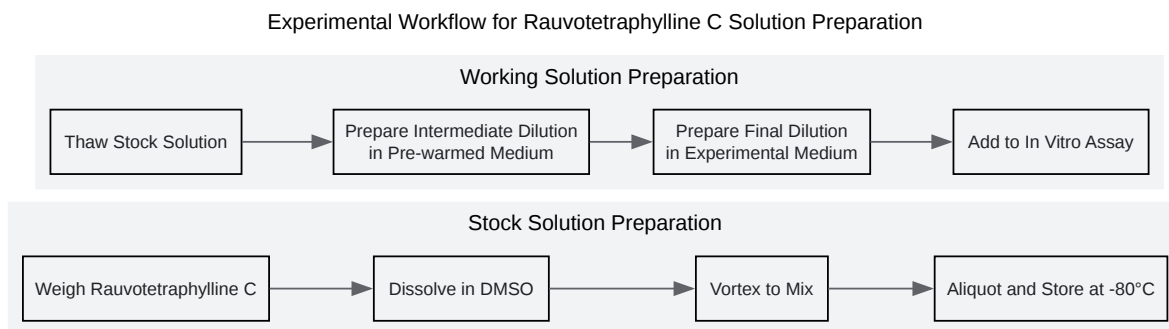 Experimental Workflow for Rauvotetraphylline C Solution Preparation
Working Solution Preparation
Thaw Stock Solution
Prepare Intermediate Dilution
in Pre-warmed Medium
Prepare Final Dilution
in Experimental Medium
Add to In Vitro Assay
Stock Solution Preparation
Weigh Rauvotetraphylline C
Dissolve in DMSO
Vortex to Mix
Aliquot and Store at -80°C